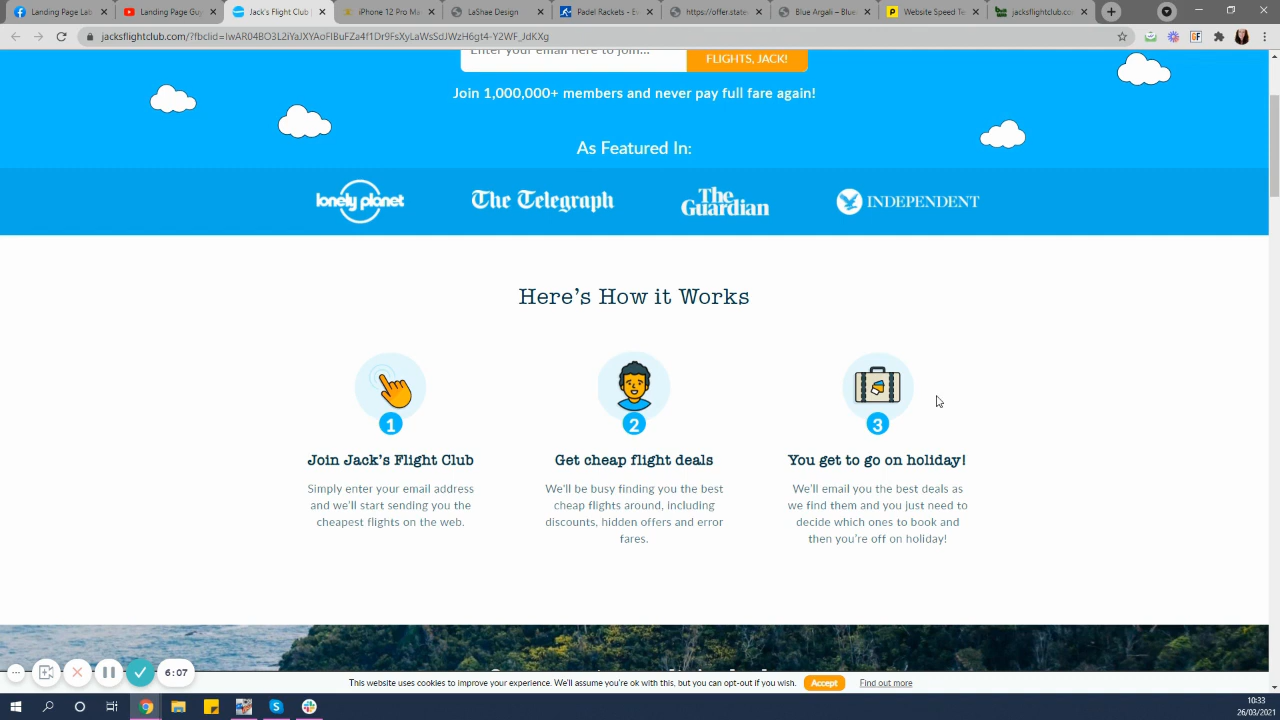 Landing Page Lab
Landing Page Gu
Jack's Flight Club
iPhone 12 Pro Ma
LaShae Design
Padel Rackets - E
https://offer.state
Blue Argali – Blue
Website Speed Te
jacksflightclub.co
jacksflightclub.com/?fbclid=IwAR04BO3L2iYaJXYAoFIBuFZa4f1Dr9FsXyLaWsSdJWzH6gt4-Y2WF_JdKXg
Enter your email here to join...
FLIGHTS, JACK!
Join 1,000,000+ members and never pay full fare again!
As Featured In:
lonely planet
The Telegraph
The
Guardian
INDEPENDENT
Here's How it Works
1
2
3
Join Jack's Flight Club
Simply enter your email address
and we'll start sending you the
cheapest flights on the web.
Get cheap flight deals
We'll be busy finding you the best
cheap flights around, including
discounts, hidden offers and error
fares.
You get to go on holiday!
We'll email you the best deals as
we find them and you just need to
decide which ones to book and
then you're off on holiday!
6:07
This website uses cookies to improve your experience. We'll assume you're ok with this, but you can opt-out if you wish.
Accept
Find out more
10:33
26/03/2021